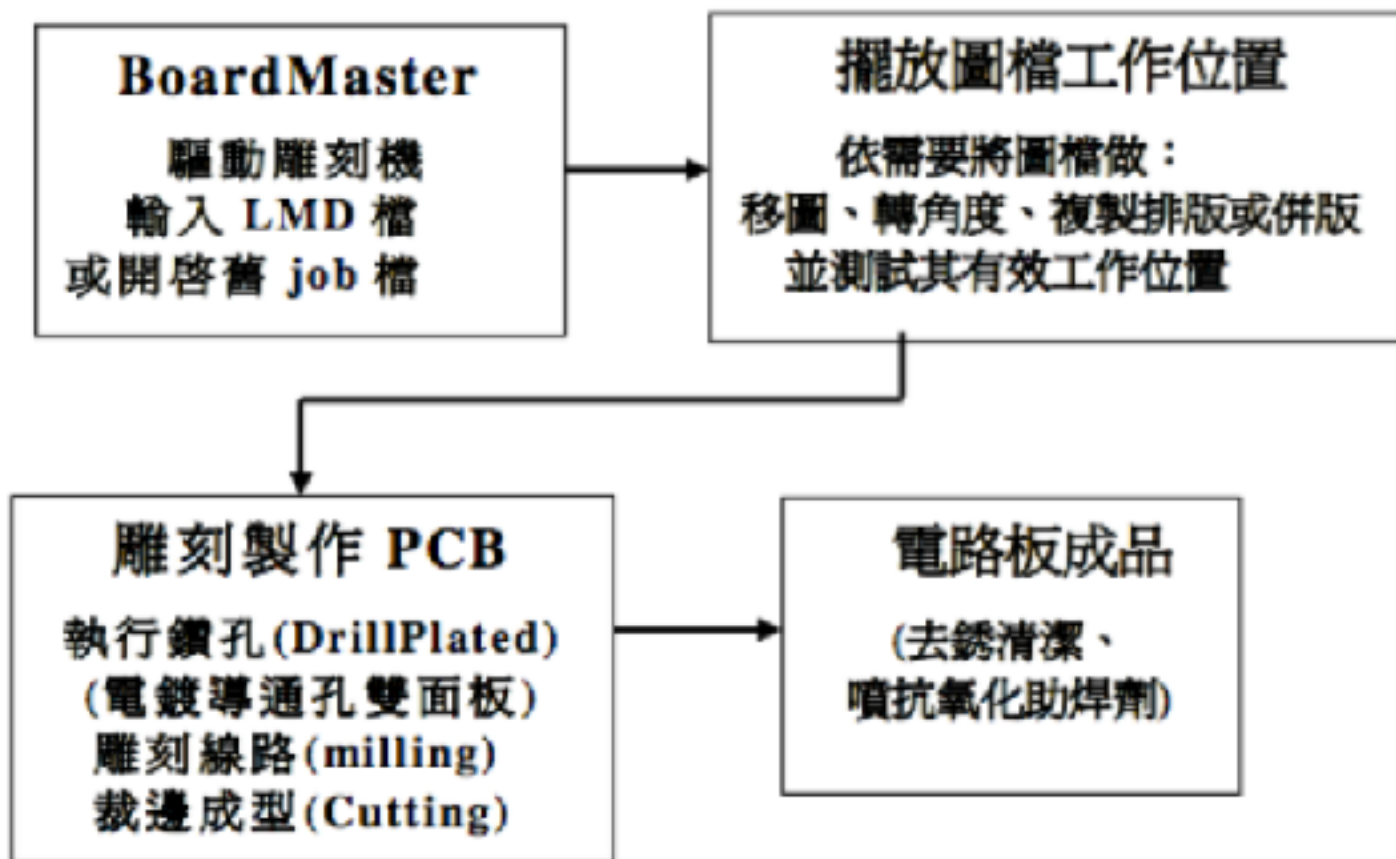 BoardMaster
驅動雕刻機
輸入 LMD 檔
或開啓舊 job 檔
擺放圖檔工作位置
依需要將圖檔做：
移圖、轉角度、複製排版或併版
並測試其有效工作位置
雕刻製作 PCB
執行鑽孔(DrillPlated)
(電鍍導通孔雙面板)
雕刻線路(milling)
裁邊成型(Cutting)
電路板成品
(去銹清潔、
噴抗氧化助焊劑)